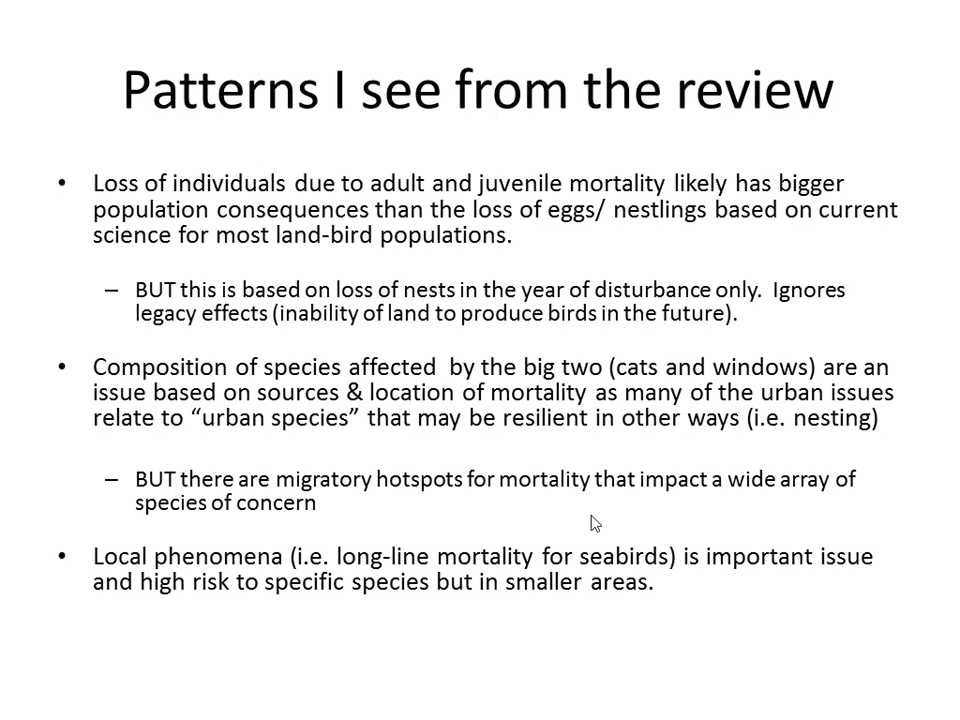 Patterns I see from the review
• Loss of individuals due to adult and juvenile mortality likely has bigger
population consequences than the loss of eggs/ nestlings based on current
science for most land-bird populations.
– BUT this is based on loss of nests in the year of disturbance only. Ignores
legacy effects (inability of land to produce birds in the future).
• Composition of species affected by the big two (cats and windows) are an
issue based on sources & location of mortality as many of the urban issues
relate to “urban species” that may be resilient in other ways (i.e. nesting)
– BUT there are migratory hotspots for mortality that impact a wide array of
species of concern
• Local phenomena (i.e. long-line mortality for seabirds) is important issue
and high risk to specific species but in smaller areas.